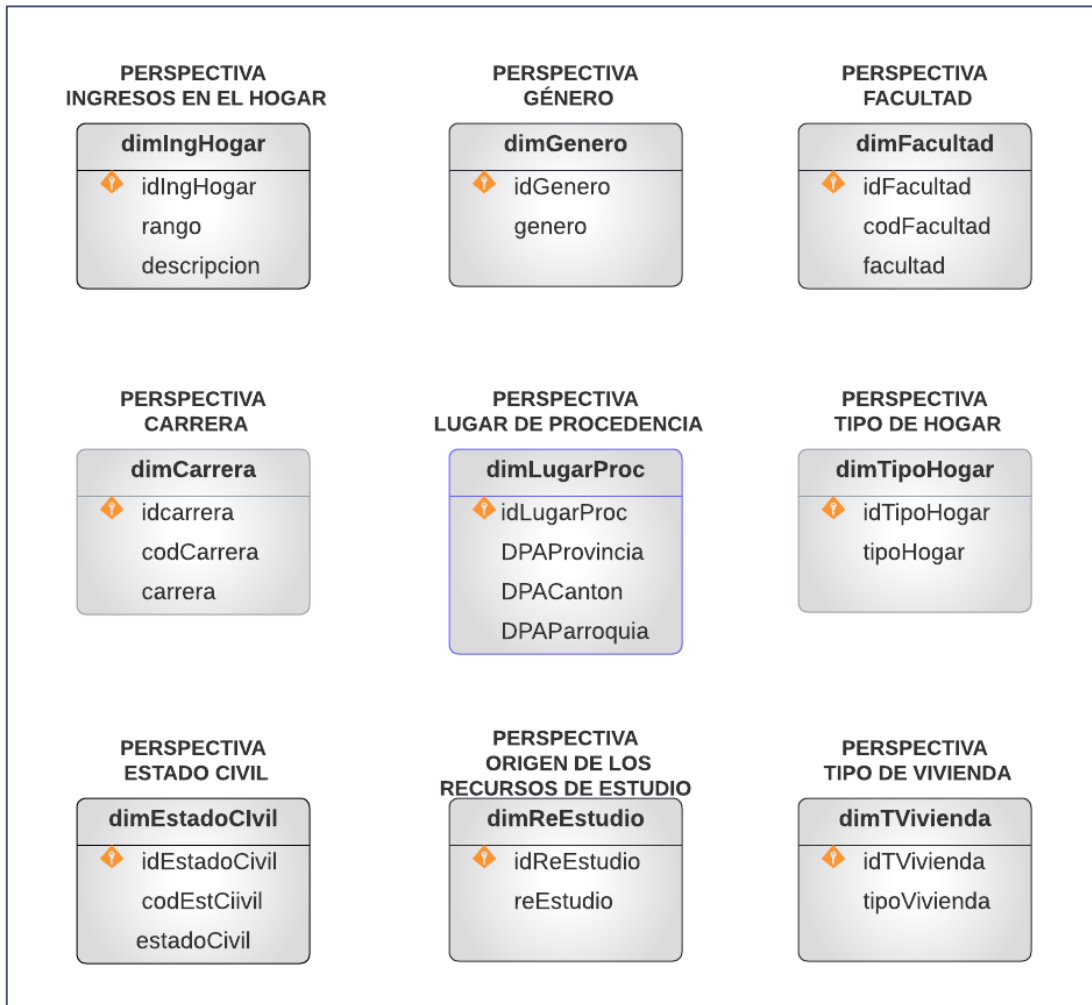 PERSPECTIVA
INGRESOS EN EL HOGAR
dimIngHogar
idIngHogar
rango
descripcion
PERSPECTIVA
GÉNERO
dimGenero
idGenero
genero
PERSPECTIVA
FACULTAD
dimFacultad
idFacultad
codFacultad
facultad
PERSPECTIVA
CARRERA
dimCarrera
idcarrera
codCarrera
carrera
PERSPECTIVA
LUGAR DE PROCEDENCIA
dimLugarProc
idLugarProc
DPAProvincia
DPACanton
DPAParroquia
PERSPECTIVA
TIPO DE HOGAR
dimTipoHogar
idTipoHogar
tipoHogar
PERSPECTIVA
ESTADO CIVIL
dimEstadoCIvil
idEstadoCivil
codEstCiivil
estadoCivil
PERSPECTIVA
ORIGEN DE LOS
RECURSOS DE ESTUDIO
dimReEstudio
idReEstudio
reEstudio
PERSPECTIVA
TIPO DE VIVIENDA
dimTVivienda
idTVivienda
tipoVivienda